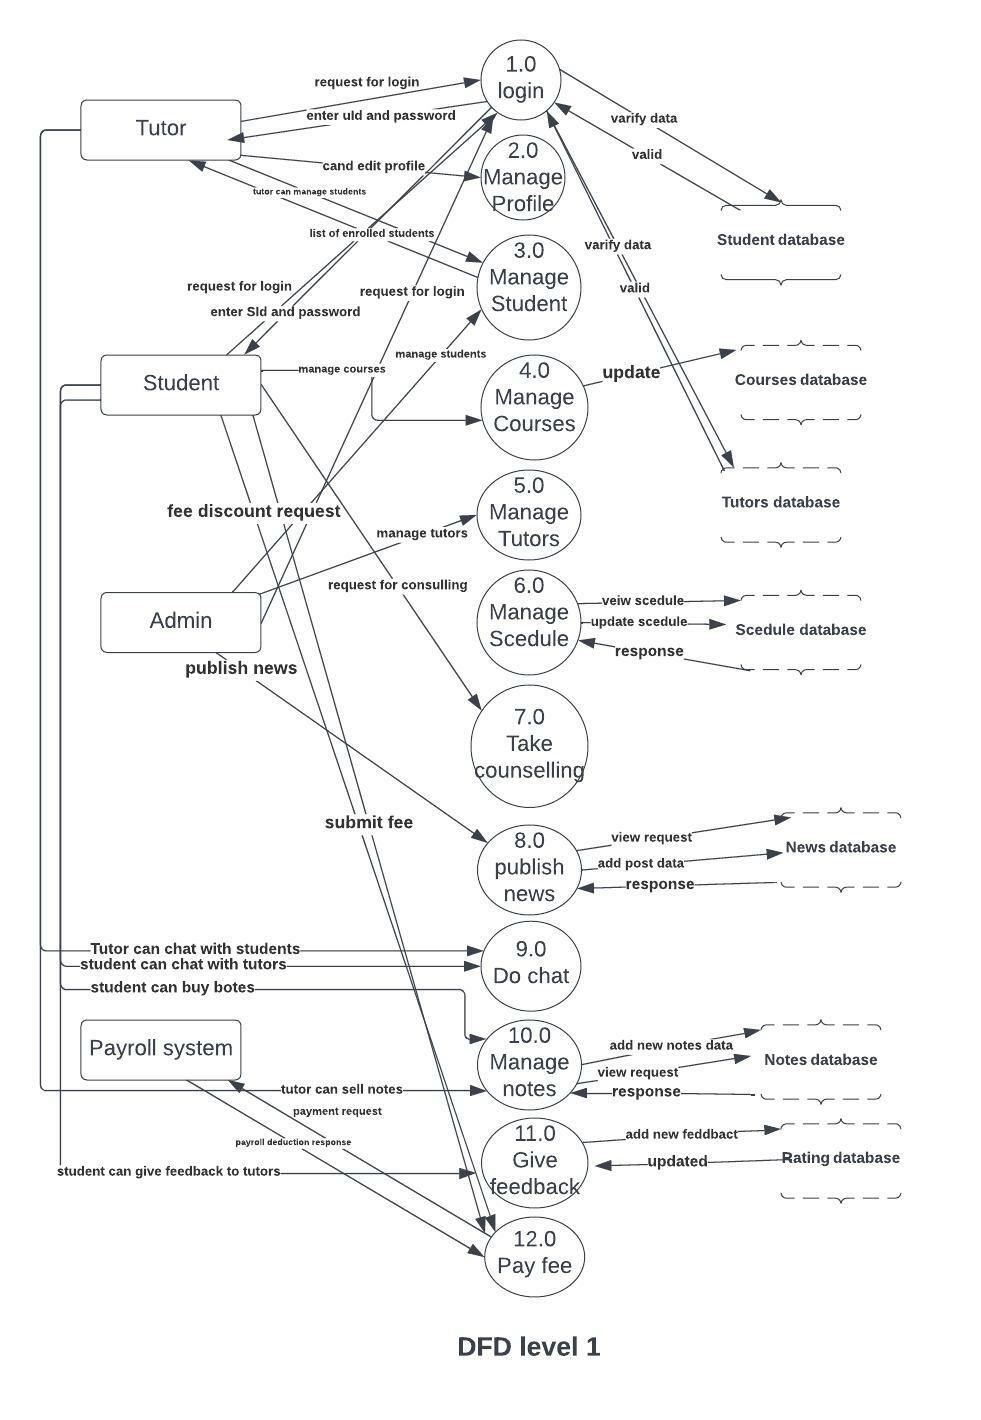 1.0
login
request for login
enter uId and password
Tutor
varify data
valid
2.0
Manage
Profile
cand edit profile
tutor can manage students
list of enrolled students
Student database
3.0
Manage
Student
varify data
valid
request for login
enter SId and password
request for login
manage students
Student
manage courses
4.0
Manage
Courses
update
Courses database
5.0
Manage
Tutors
Tutors database
fee discount request
manage tutors
request for consulling
Admin
publish news
6.0
Manage
Scedule
veiw scedule
update scedule
response
Scedule database
7.0
Take
counselling
submit fee
8.0
publish
news
view request
add post data
response
News database
9.0
Do chat
Tutor can chat with students
student can chat with tutors
student can buy botes
Payroll system
10.0
Manage
notes
add new notes data
view request
response
Notes database
tutor can sell notes
payment request
payroll deduction response
student can give feedback to tutors
11.0
Give
feedback
add new feddbact
updated
Rating database
12.0
Pay fee
DFD level 1